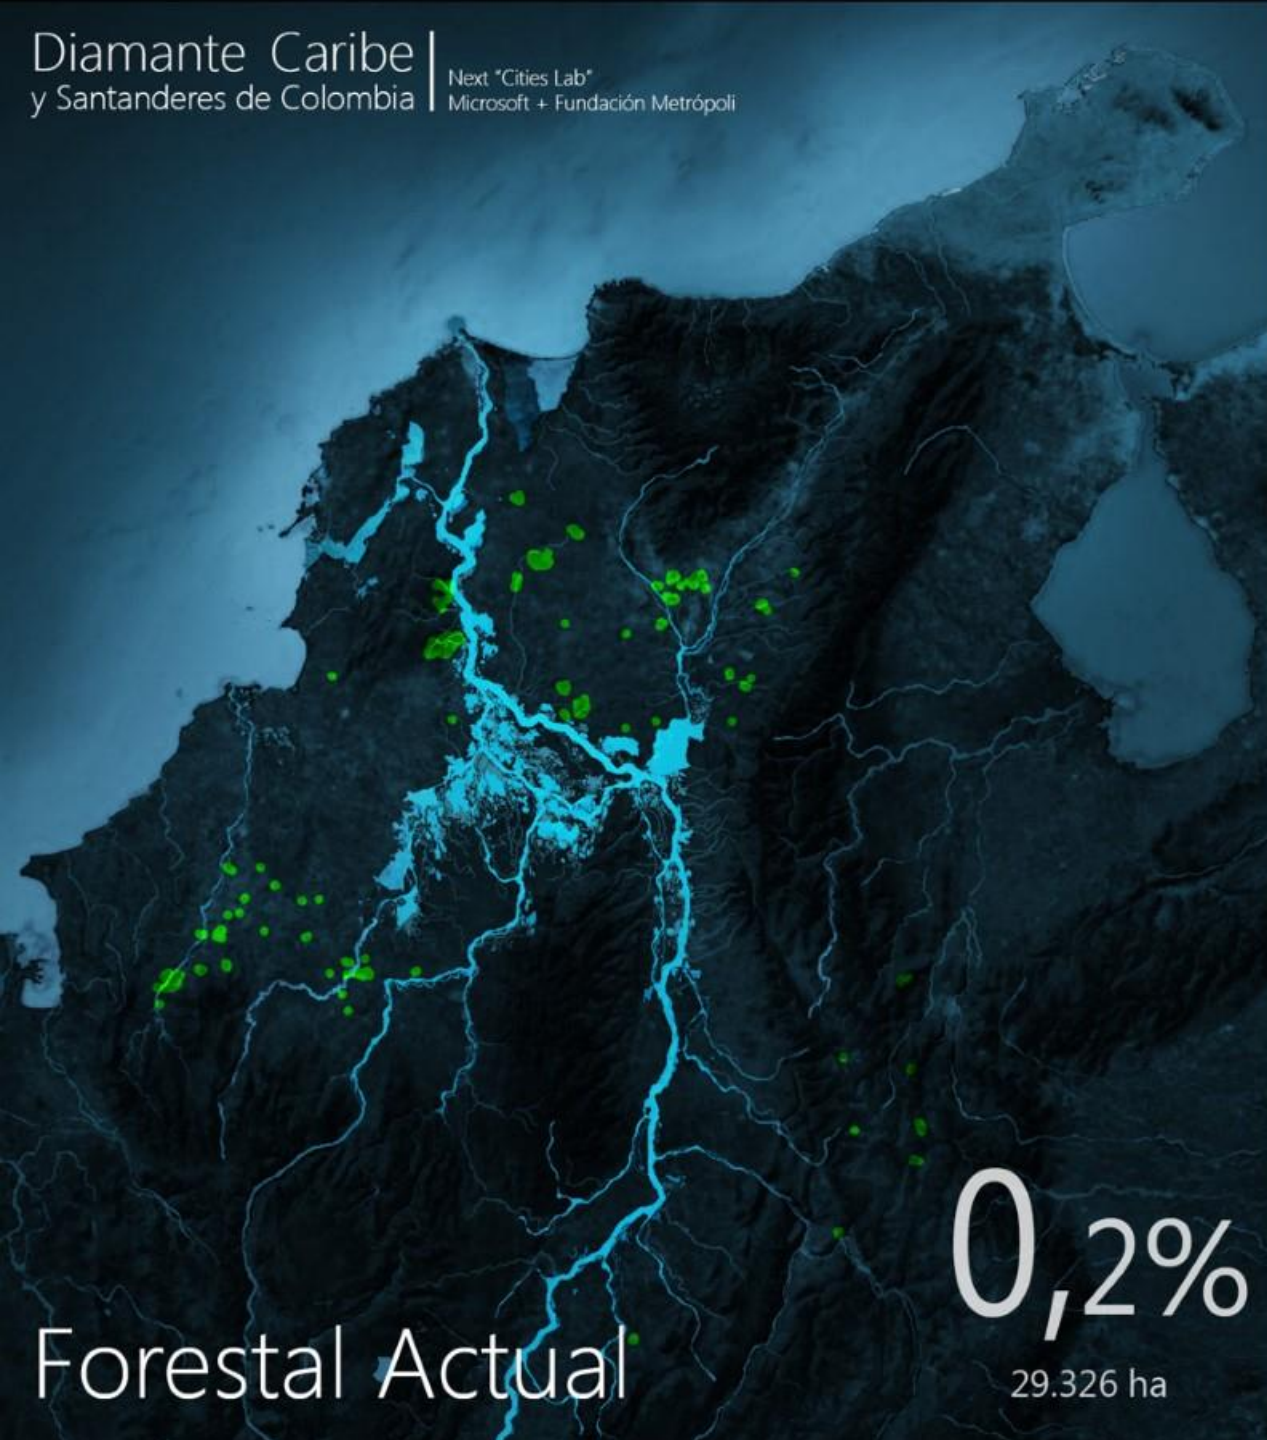 Diamante Caribe
y Santanderes de Colombia
Next "Cities Lab"
Microsoft + Fundación Metrópoli
0,2%
29.326 ha
Forestal Actual